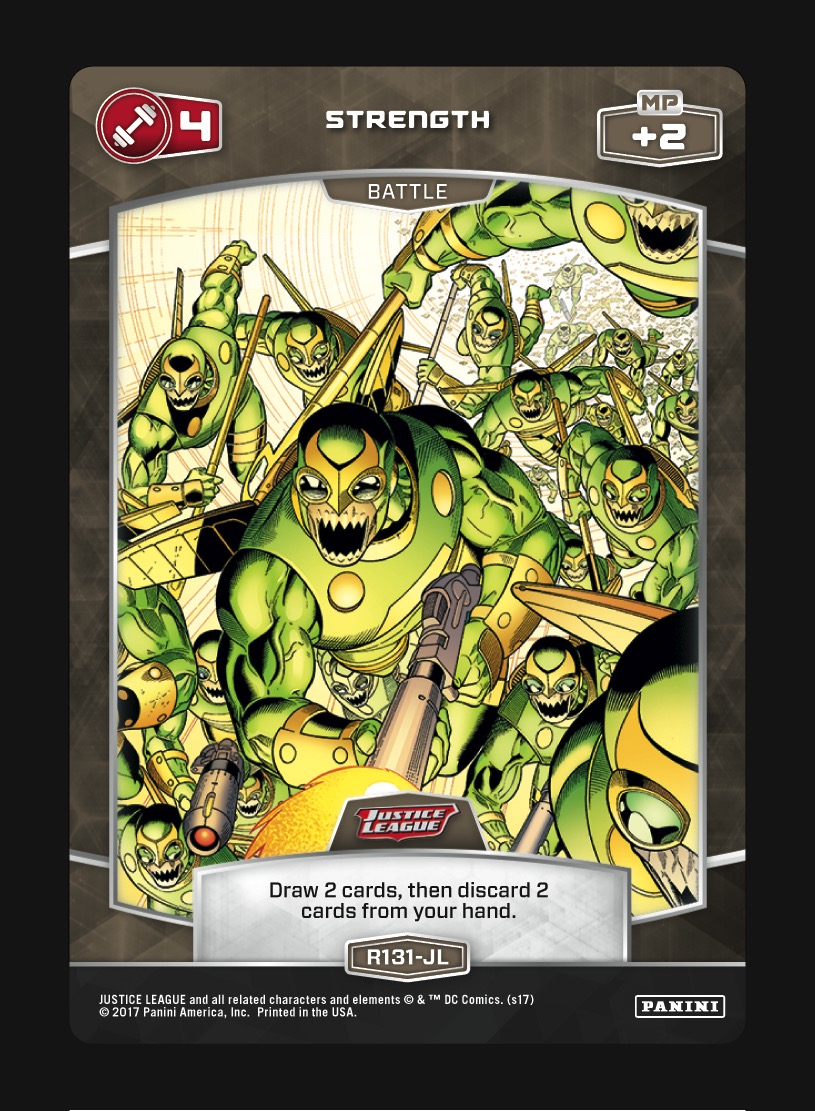 4
STRENGTH
MP
+2
BATTLE
JUSTICE
LEAGUE
Draw 2 cards, then discard 2
cards from your hand.
R131-JL
JUSTICE LEAGUE and all related characters and elements © & ™ DC Comics. (s17)
© 2017 Panini America, Inc.  Printed in the USA.
PANINI